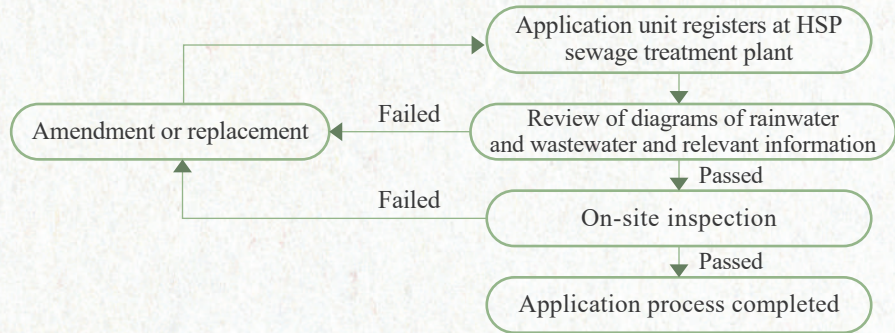 Application unit registers at HSP
sewage treatment plant
Failed
Amendment or replacement
Review of diagrams of rainwater
and wastewater and relevant information
Passed
Failed
On-site inspection
Passed
Application process completed